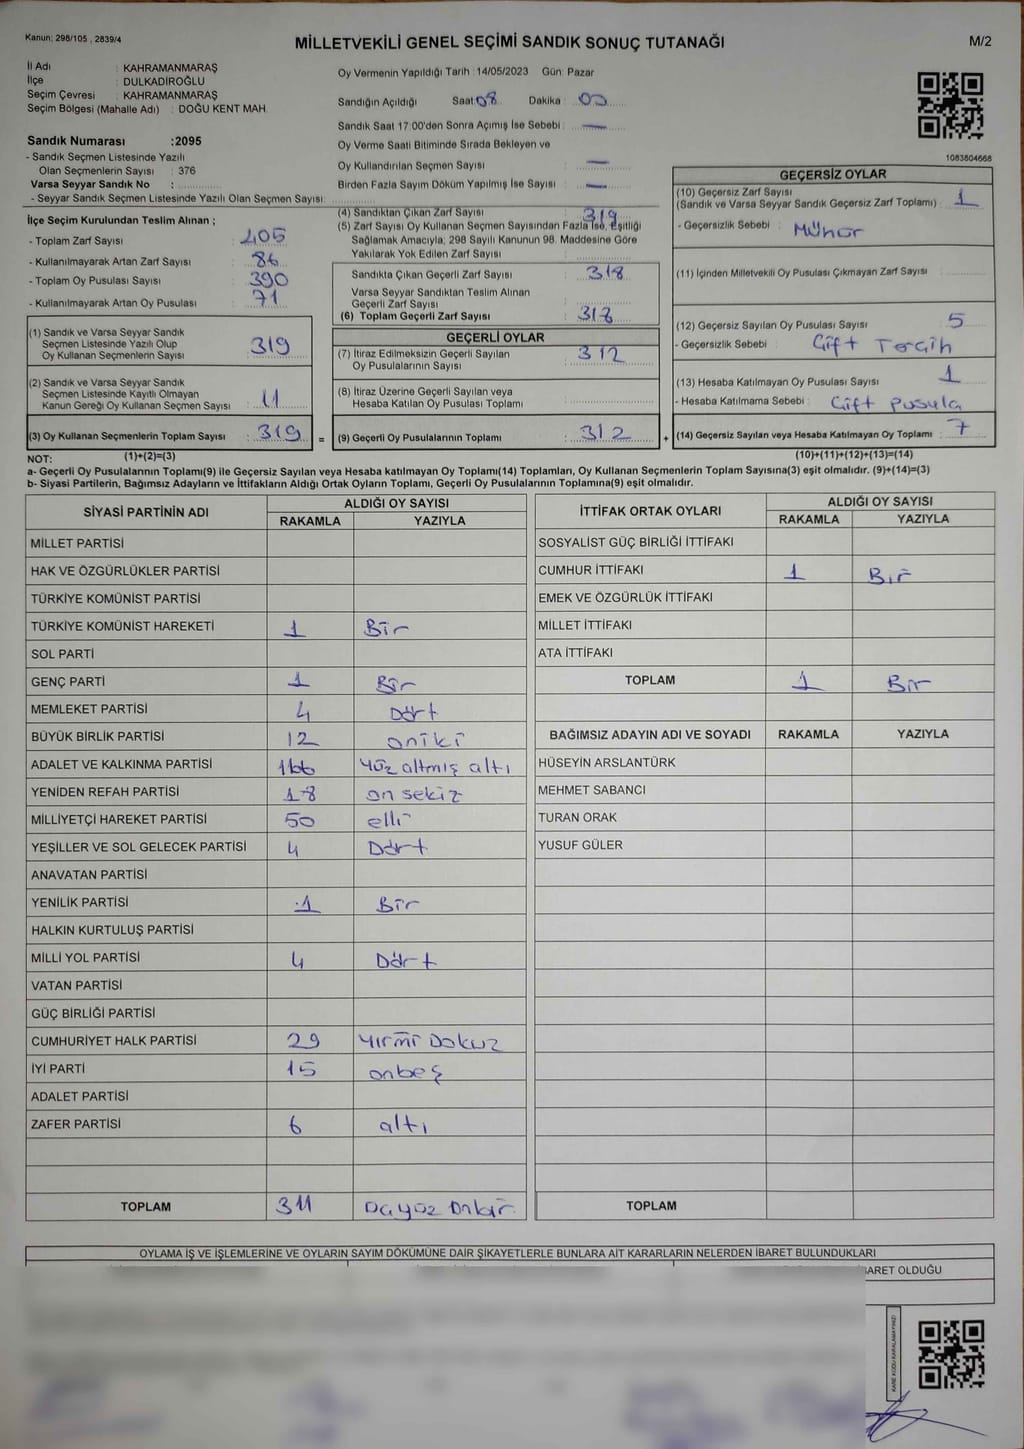 Kanun: 298/105 , 2839/4
MİLLETVEKİLİ GENEL SEÇİMİ SANDIK SONUÇ TUTANAĞI
M/2
İl Adı : KAHRAMANMARAŞ
İlçe : DULKADİROĞLU
Seçim Çevresi : KAHRAMANMARAŞ
Seçim Bölgesi (Mahalle Adı) : DOĞU KENT MAH.
Sandık Numarası :2095
- Sandık Seçmen Listesinde Yazılı
Olan Seçmenlerin Sayısı : 376
Varsa Seyyar Sandık No :
- Seyyar Sandık Seçmen Listesinde Yazılı Olan Seçmen Sayısı:
Oy Vermenin Yapıldığı Tarih :14/05/2023 Gün: Pazar
Sandığın Açıldığı Saat 08 Dakika : 00
Sandık Saat 17:00'den Sonra Açımış İse Sebebi : —
Oy Verme Saati Bitiminde Sırada Bekleyen ve
Oy Kullandırılan Seçmen Sayısı : —
Birden Fazla Sayım Döküm Yapılmış İse Sayısı : —
1083804668
İlçe Seçim Kurulundan Teslim Alınan ;
- Toplam Zarf Sayısı : 405
- Kullanılmayarak Artan Zarf Sayısı : 86
- Toplam Oy Pusulası Sayısı : 390
- Kullanılmayarak Artan Oy Pusulası : 71
(1) Sandık ve Varsa Seyyar Sandık
Seçmen Listesinde Yazılı Olup
Oy Kullanan Seçmenlerin Sayısı : 319
(2) Sandık ve Varsa Seyyar Sandık
Seçmen Listesinde Kayıtlı Olmayan
Kanun Gereği Oy Kullanan Seçmen Sayısı :
(3) Oy Kullanan Seçmenlerin Toplam Sayısı : 319 =
(4) Sandıktan Çıkan Zarf Sayısı : 319
(5) Zarf Sayısı Oy Kullanan Seçmen Sayısından Fazla İse, Eşitliği
Sağlamak Amacıyla, 298 Sayılı Kanunun 98. Maddesine Göre
Yakılarak Yok Edilen Zarf Sayısı :
Sandıkta Çıkan Geçerli Zarf Sayısı : 318
Varsa Seyyar Sandıktan Teslim Alınan
Geçerli Zarf Sayısı :
(6) Toplam Geçerli Zarf Sayısı : 318
GEÇERLİ OYLAR
(7) İtiraz Edilmeksizin Geçerli Sayılan
Oy Pusulalarının Sayısı : 312
(8) İtiraz Üzerine Geçerli Sayılan veya
Hesaba Katılan Oy Pusulası Toplamı :
(9) Geçerli Oy Pusulalarının Toplamı : 312 +
GEÇERSİZ OYLAR
(10) Geçersiz Zarf Sayısı
(Sandık ve Varsa Seyyar Sandık Geçersiz Zarf Toplamı) : 1
- Geçersizlik Sebebi : Mühür
(11) İçinden Milletvekili Oy Pusulası Çıkmayan Zarf Sayısı :
(12) Geçersiz Sayılan Oy Pusulası Sayısı : 5
- Geçersizlik Sebebi : Çift Tercih
(13) Hesaba Katılmayan Oy Pusulası Sayısı : 1
- Hesaba Katılmama Sebebi : Çift Pusula
(14) Geçersiz Sayılan veya Hesaba Katılmayan Oy Toplamı : 7
NOT: (1)+(2)=(3) (10)+(11)+(12)+(13)=(14)
a- Geçerli Oy Pusulalarının Toplamı(9) ile Geçersiz Sayılan veya Hesaba katılmayan Oy Toplamı(14) Toplamları, Oy Kullanan Seçmenlerin Toplam Sayısına(3) eşit olmalıdır. (9)+(14)=(3)
b- Siyasi Partilerin, Bağımsız Adayların ve İttifakların Aldığı Ortak Oyların Toplamı, Geçerli Oy Pusulalarının Toplamına(9) eşit olmalıdır.
SİYASİ PARTİNİN ADI ALDIĞI OY SAYISI
RAKAMLA YAZIYLA
MİLLET PARTİSİ
HAK VE ÖZGÜRLÜKLER PARTİSİ
TÜRKİYE KOMÜNİST PARTİSİ
TÜRKİYE KOMÜNİST HAREKETİ 1 Bir
SOL PARTİ
GENÇ PARTİ 1 Bir
MEMLEKET PARTİSİ 4 Dört
BÜYÜK BİRLİK PARTİSİ 12 oniki
ADALET VE KALKINMA PARTİSİ 166 Yüz altmış altı
YENİDEN REFAH PARTİSİ 18 on sekiz
MİLLİYETÇİ HAREKET PARTİSİ 50 elli
YEŞİLLER VE SOL GELECEK PARTİSİ 4 Dört
ANAVATAN PARTİSİ
YENİLİK PARTİSİ 1 Bir
HALKIN KURTULUŞ PARTİSİ
MİLLİ YOL PARTİSİ 4 Dört
VATAN PARTİSİ
GÜÇ BİRLİĞİ PARTİSİ
CUMHURİYET HALK PARTİSİ 29 Yirmi Dokuz
İYİ PARTİ 15 onbeş
ADALET PARTİSİ
ZAFER PARTİSİ 6 altı
TOPLAM 311
İTTİFAK ORTAK OYLARI ALDIĞI OY SAYISI
RAKAMLA YAZIYLA
SOSYALİST GÜÇ BİRLİĞİ İTTİFAKI
CUMHUR İTTİFAKI 1 Bir
EMEK VE ÖZGÜRLÜK İTTİFAKI
MİLLET İTTİFAKI
ATA İTTİFAKI
TOPLAM 1 Bir
BAĞIMSIZ ADAYIN ADI VE SOYADI RAKAMLA YAZIYLA
HÜSEYİN ARSLANTÜRK
MEHMET SABANCI
TURAN ORAK
YUSUF GÜLER
TOPLAM
OYLAMA İŞ VE İŞLEMLERİNE VE OYLARIN SAYIM DÖKÜMÜNE DAİR ŞİKAYETLERLE BUNLARA AİT KARARLARIN NELERDEN İBARET BULUNDUKLARI
BARET OLDUĞU
KARE KODU KARALAMAYINIZ!